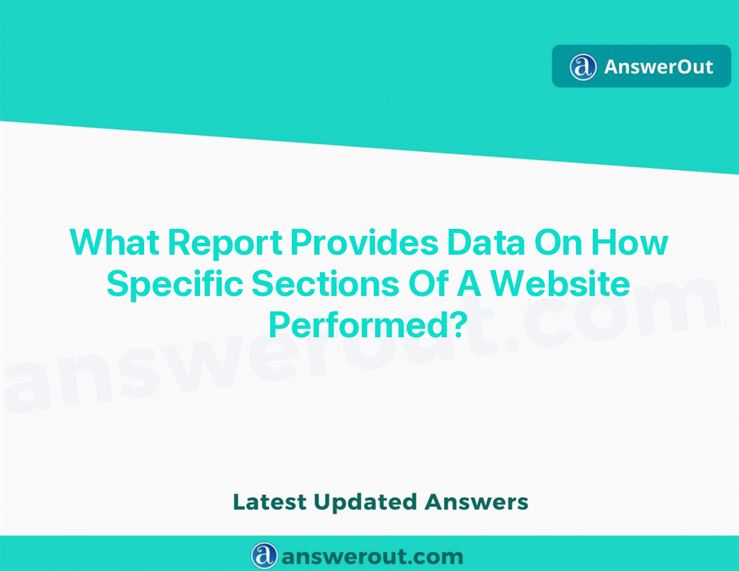 AnswerOut
What Report Provides Data On How
Specific Sections Of A Website
Performed?
answerout.com
Latest Updated Answers
answerout.com